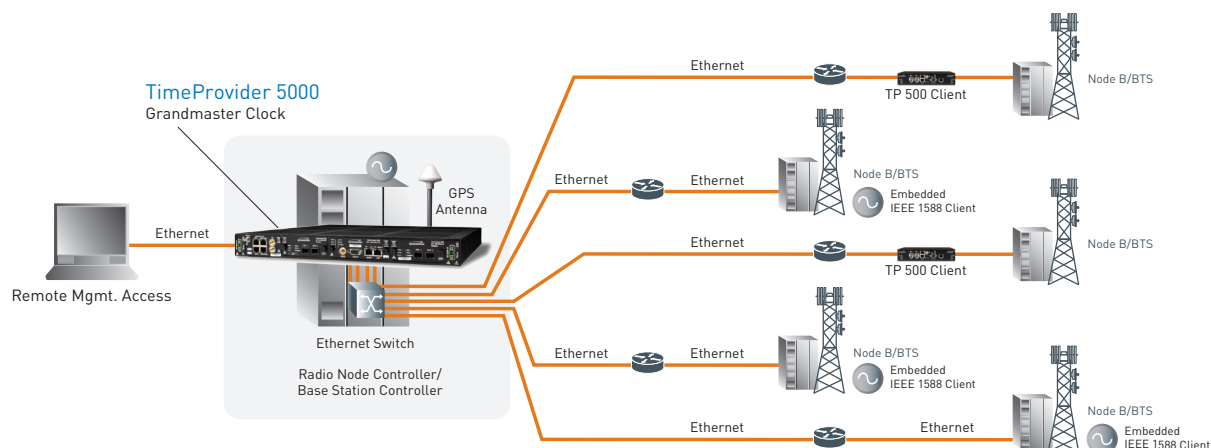 TimeProvider 5000
Grandmaster Clock
Ethernet
Remote Mgmt. Access
GPS
Antenna
Ethernet Switch
Radio Node Controller/
Base Station Controller
Ethernet
TP 500 Client
Node B/BTS
Ethernet
Ethernet
Node B/BTS
Embedded
IEEE 1588 Client
Ethernet
TP 500 Client
Node B/BTS
Ethernet
Ethernet
Node B/BTS
Embedded
IEEE 1588 Client
Ethernet
Ethernet
Node B/BTS
Embedded
IEEE 1588 Client